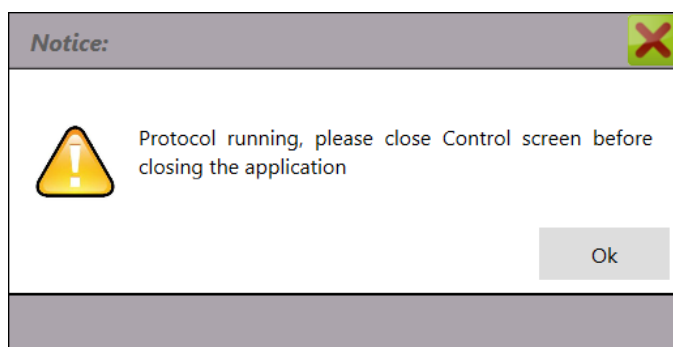 Notice:
Protocol running, please close Control screen before
closing the application
Ok